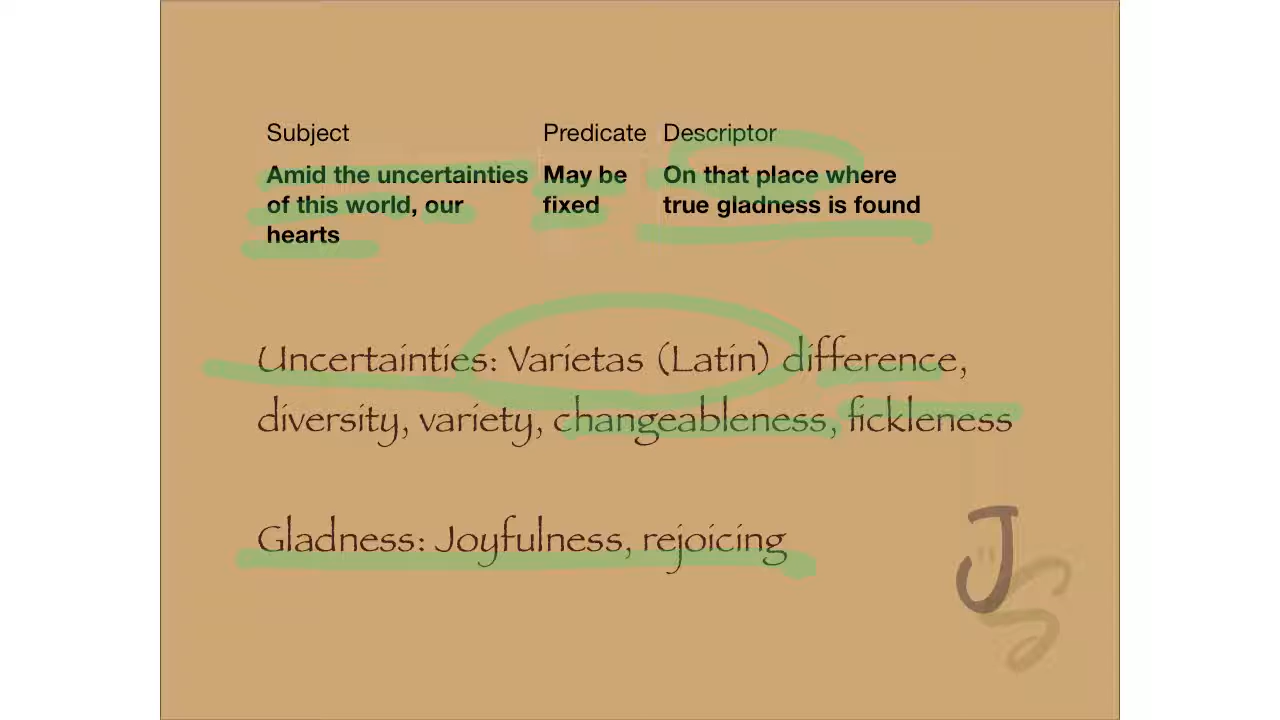 Subject Predicate Descriptor
Amid the uncertainties May be On that place where
of this world, our fixed true gladness is found
hearts
Uncertainties: Varietas (Latin) difference,
diversity, variety, changeableness, fickleness
Gladness: Joyfulness, rejoicing
JS